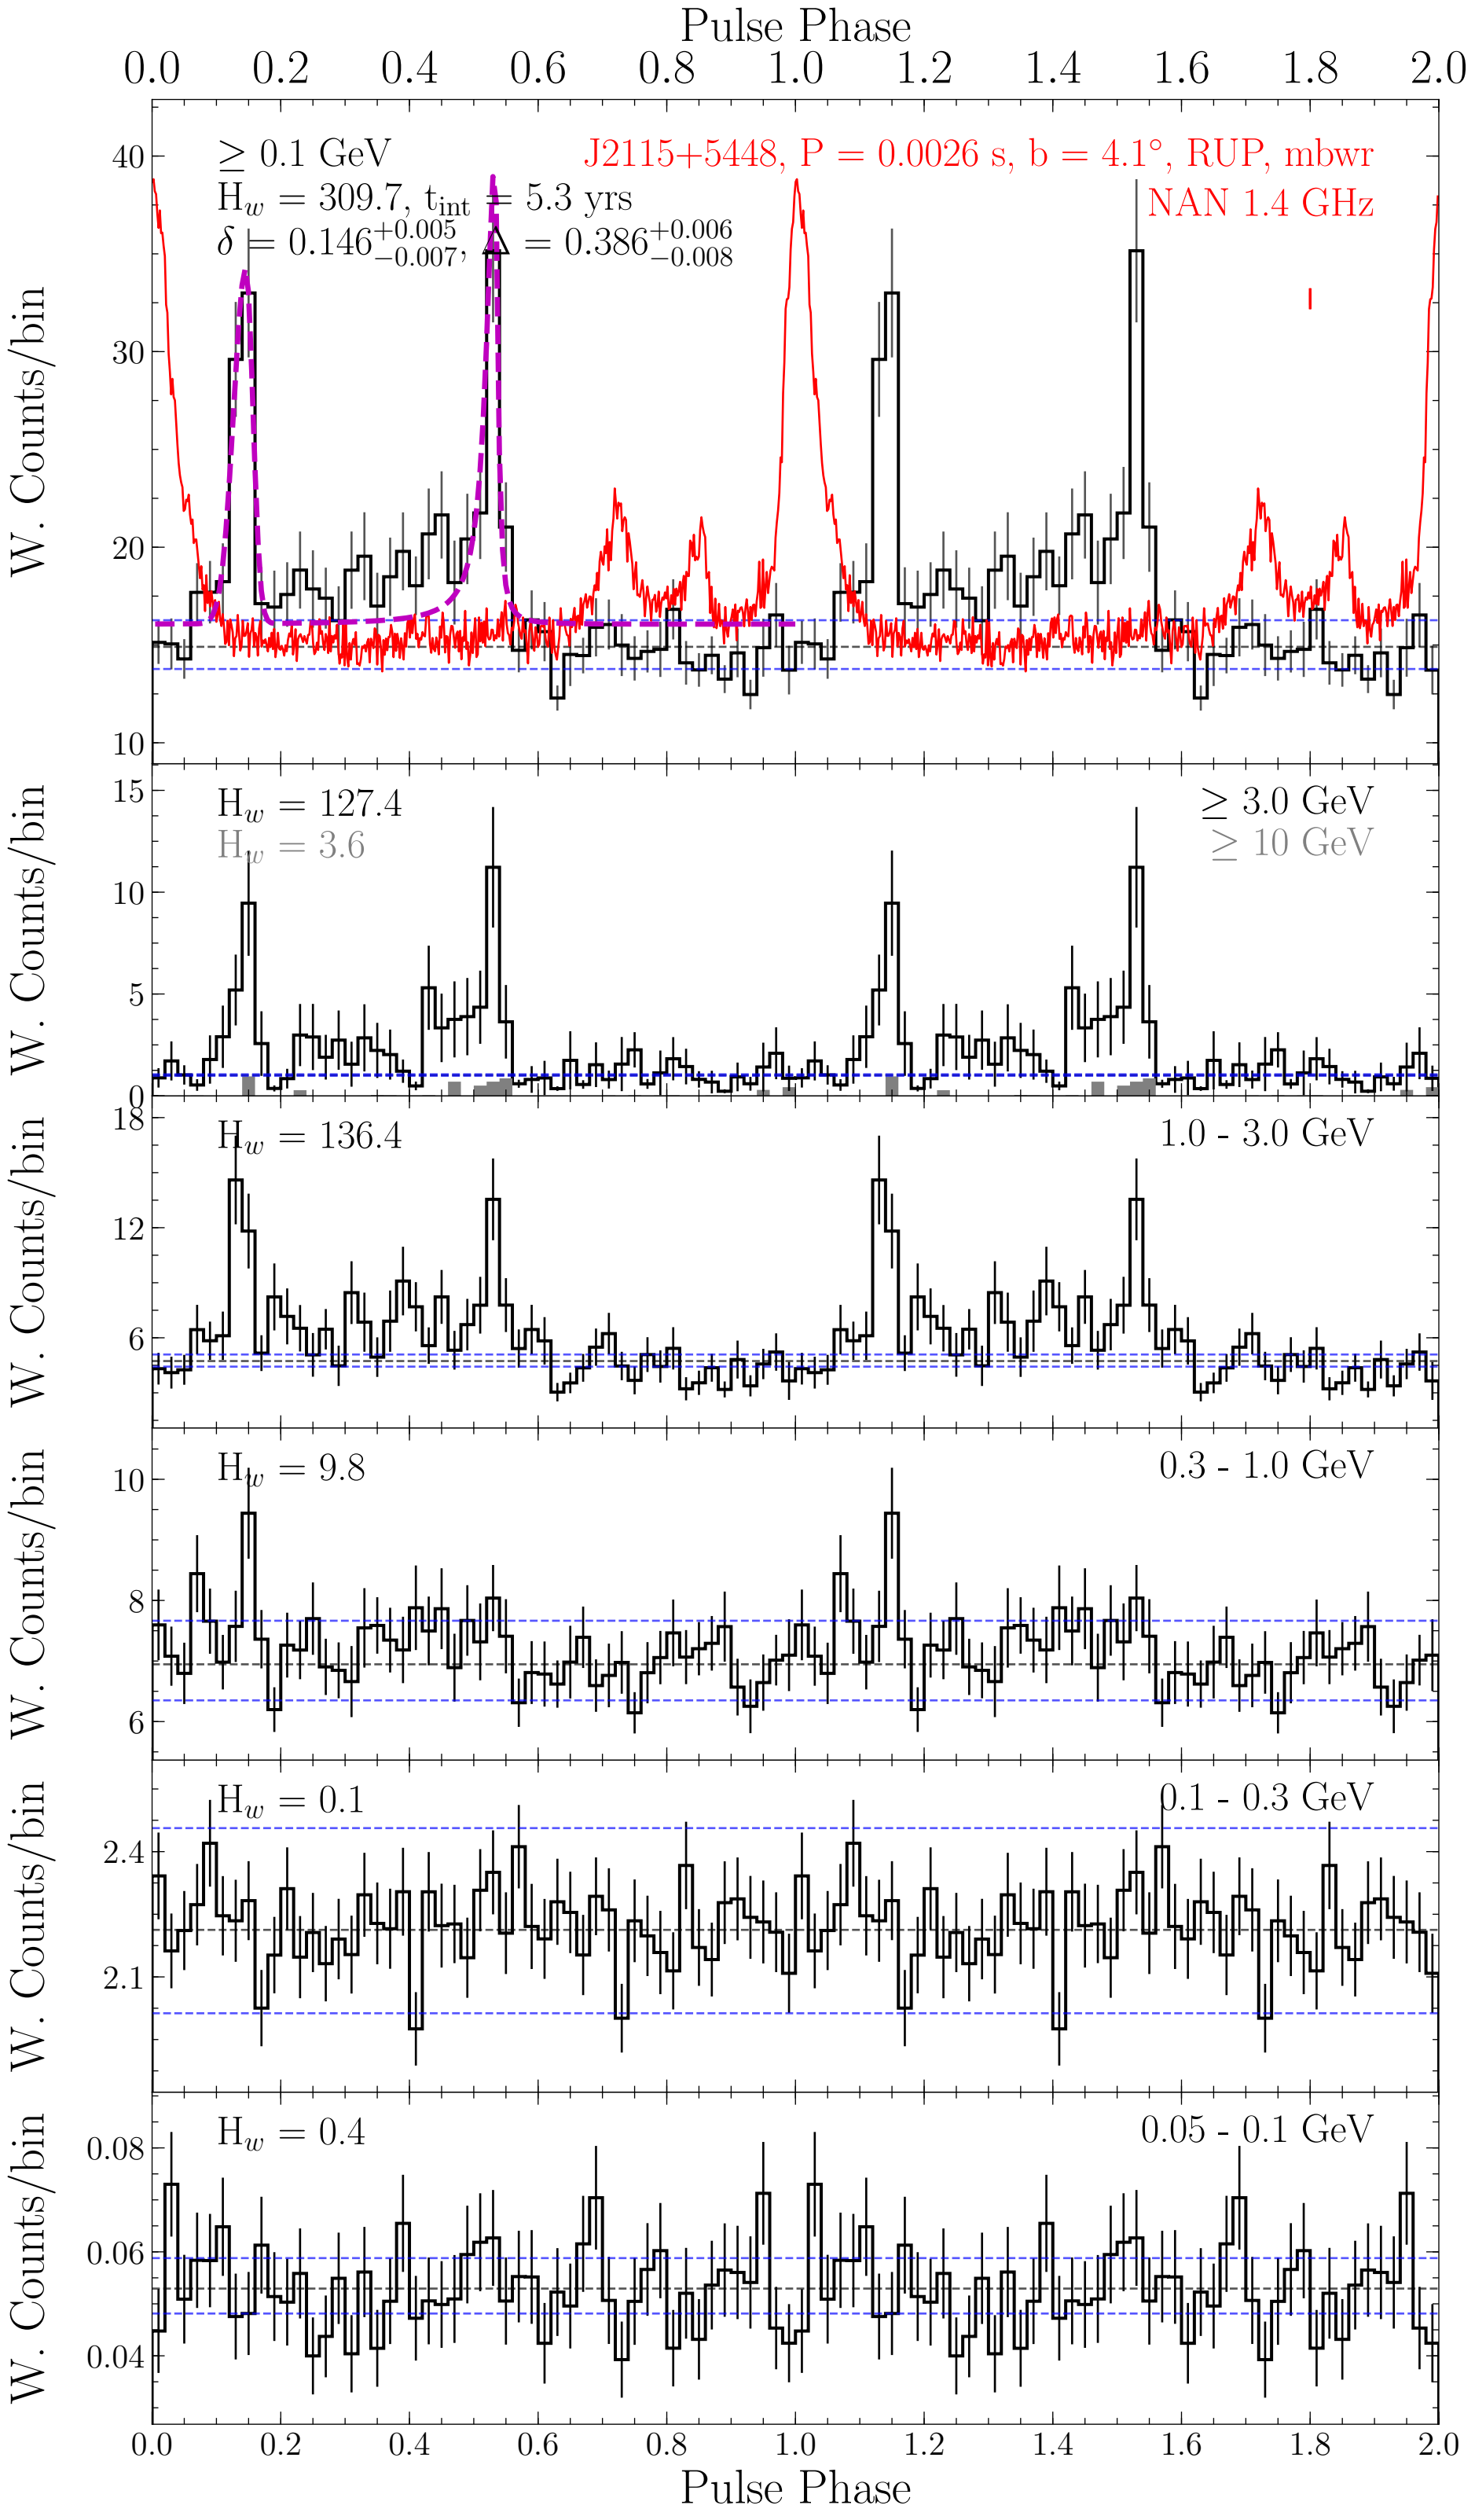 Pulse Phase
0.0 0.2 0.4 0.6 0.8 1.0 1.2 1.4 1.6 1.8 2.0
≥ 0.1 GeV
H_w = 309.7, t_int = 5.3 yrs
δ = 0.146^{+0.005}_{−0.007}, Δ = 0.386^{+0.006}_{−0.008}
J2115+5448, P = 0.0026 s, b = 4.1°, RUP, mbwr
NAN 1.4 GHz
W. Counts/bin
40
30
20
10
H_w = 127.4
H_w = 3.6
≥ 3.0 GeV
≥ 10 GeV
W. Counts/bin
15
10
5
0
H_w = 136.4
1.0 - 3.0 GeV
W. Counts/bin
18
12
6
H_w = 9.8
0.3 - 1.0 GeV
W. Counts/bin
10
8
6
H_w = 0.1
0.1 - 0.3 GeV
W. Counts/bin
2.4
2.1
H_w = 0.4
0.05 - 0.1 GeV
W. Counts/bin
0.08
0.06
0.04
0.0 0.2 0.4 0.6 0.8 1.0 1.2 1.4 1.6 1.8 2.0
Pulse Phase